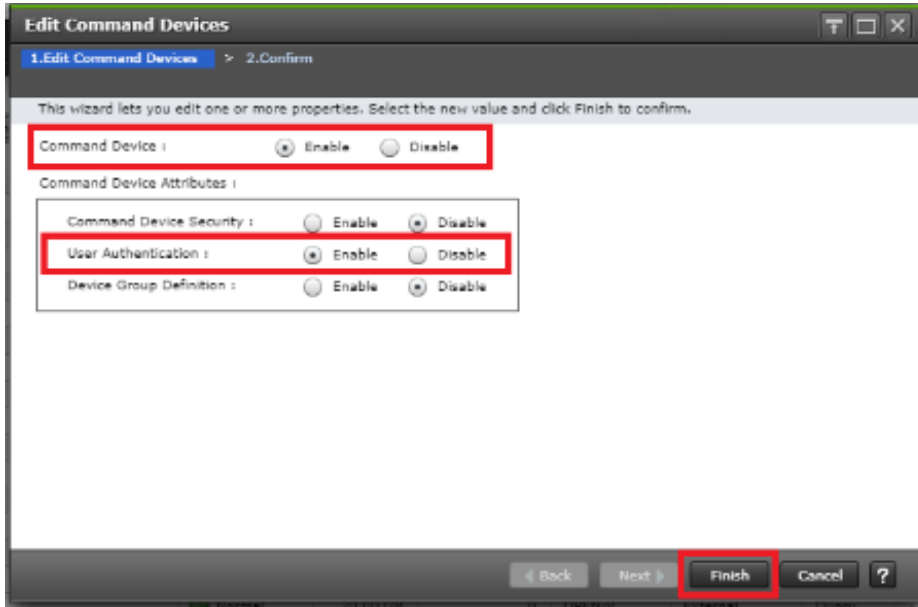 Edit Command Devices
1.Edit Command Devices > 2.Confirm
This wizard lets you edit one or more properties. Select the new value and click Finish to confirm.
Command Device : Enable Disable
Command Device Attributes :
Command Device Security : Enable Disable
User Authentication : Enable Disable
Device Group Definition : Enable Disable
Back Next Finish Cancel ?